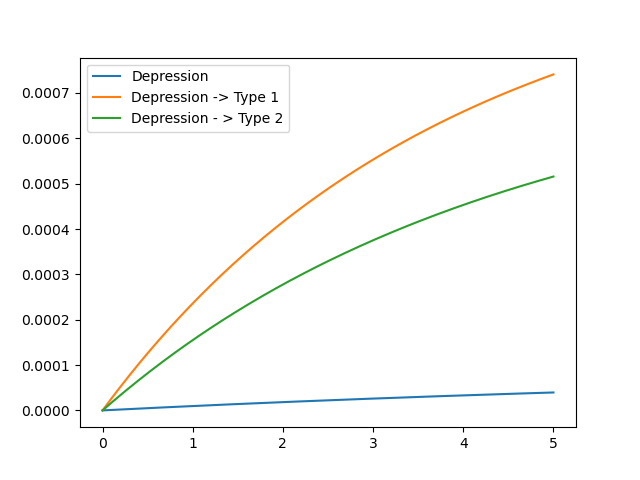 Depression
Depression -> Type 1
Depression - > Type 2
0.0007
0.0006
0.0005
0.0004
0.0003
0.0002
0.0001
0.0000
0 1 2 3 4 5